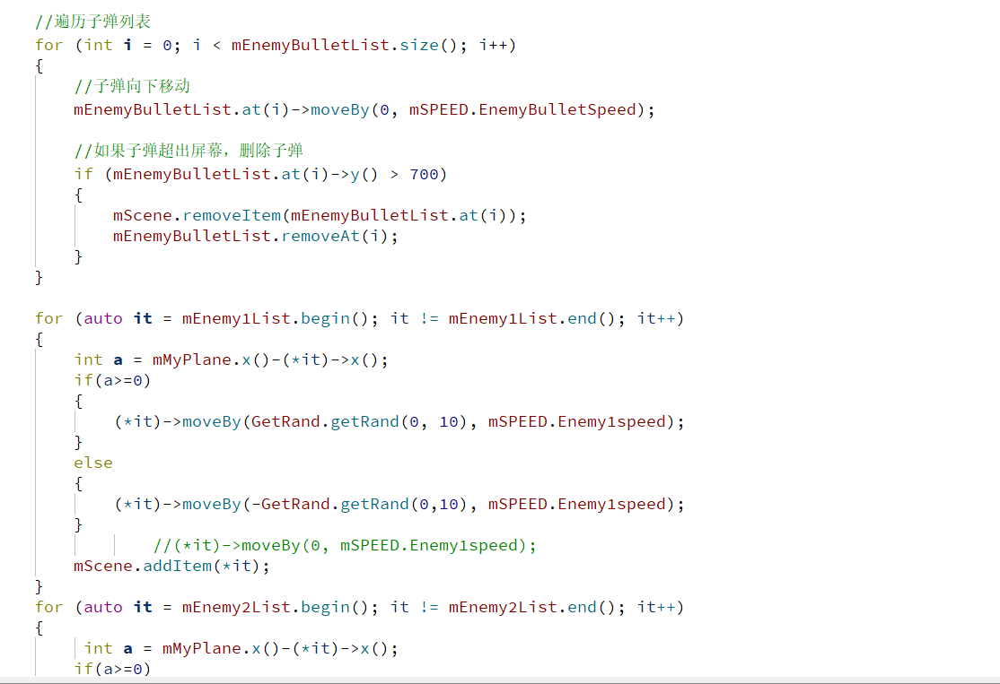 //遍历子弹列表
for (int i = 0; i < mEnemyBulletList.size(); i++)
{
//子弹向下移动
mEnemyBulletList.at(i)->moveBy(0, mSPEED.EnemyBulletSpeed);
//如果子弹超出屏幕，删除子弹
if (mEnemyBulletList.at(i)->y() > 700)
{
mScene.removeItem(mEnemyBulletList.at(i));
mEnemyBulletList.removeAt(i);
}
}
for (auto it = mEnemy1List.begin(); it != mEnemy1List.end(); it++)
{
int a = mMyPlane.x()-(*it)->x();
if(a>=0)
{
(*it)->moveBy(GetRand.getRand(0, 10), mSPEED.Enemy1speed);
}
else
{
(*it)->moveBy(-GetRand.getRand(0,10), mSPEED.Enemy1speed);
}
//(*it)->moveBy(0, mSPEED.Enemy1speed);
mScene.addItem(*it);
}
for (auto it = mEnemy2List.begin(); it != mEnemy2List.end(); it++)
{
int a = mMyPlane.x()-(*it)->x();
if(a>=0)